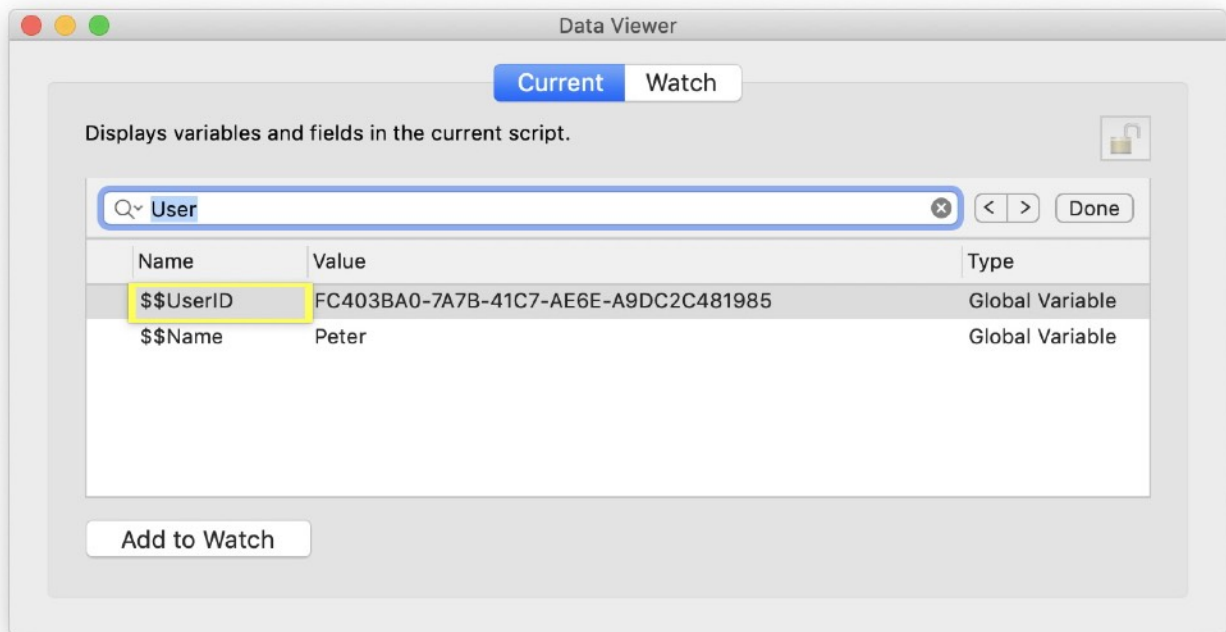 Data Viewer
Current Watch
Displays variables and fields in the current script.
User < > Done
Name Value Type
$$UserID FC403BA0-7A7B-41C7-AE6E-A9DC2C481985 Global Variable
$$Name Peter Global Variable
Add to Watch